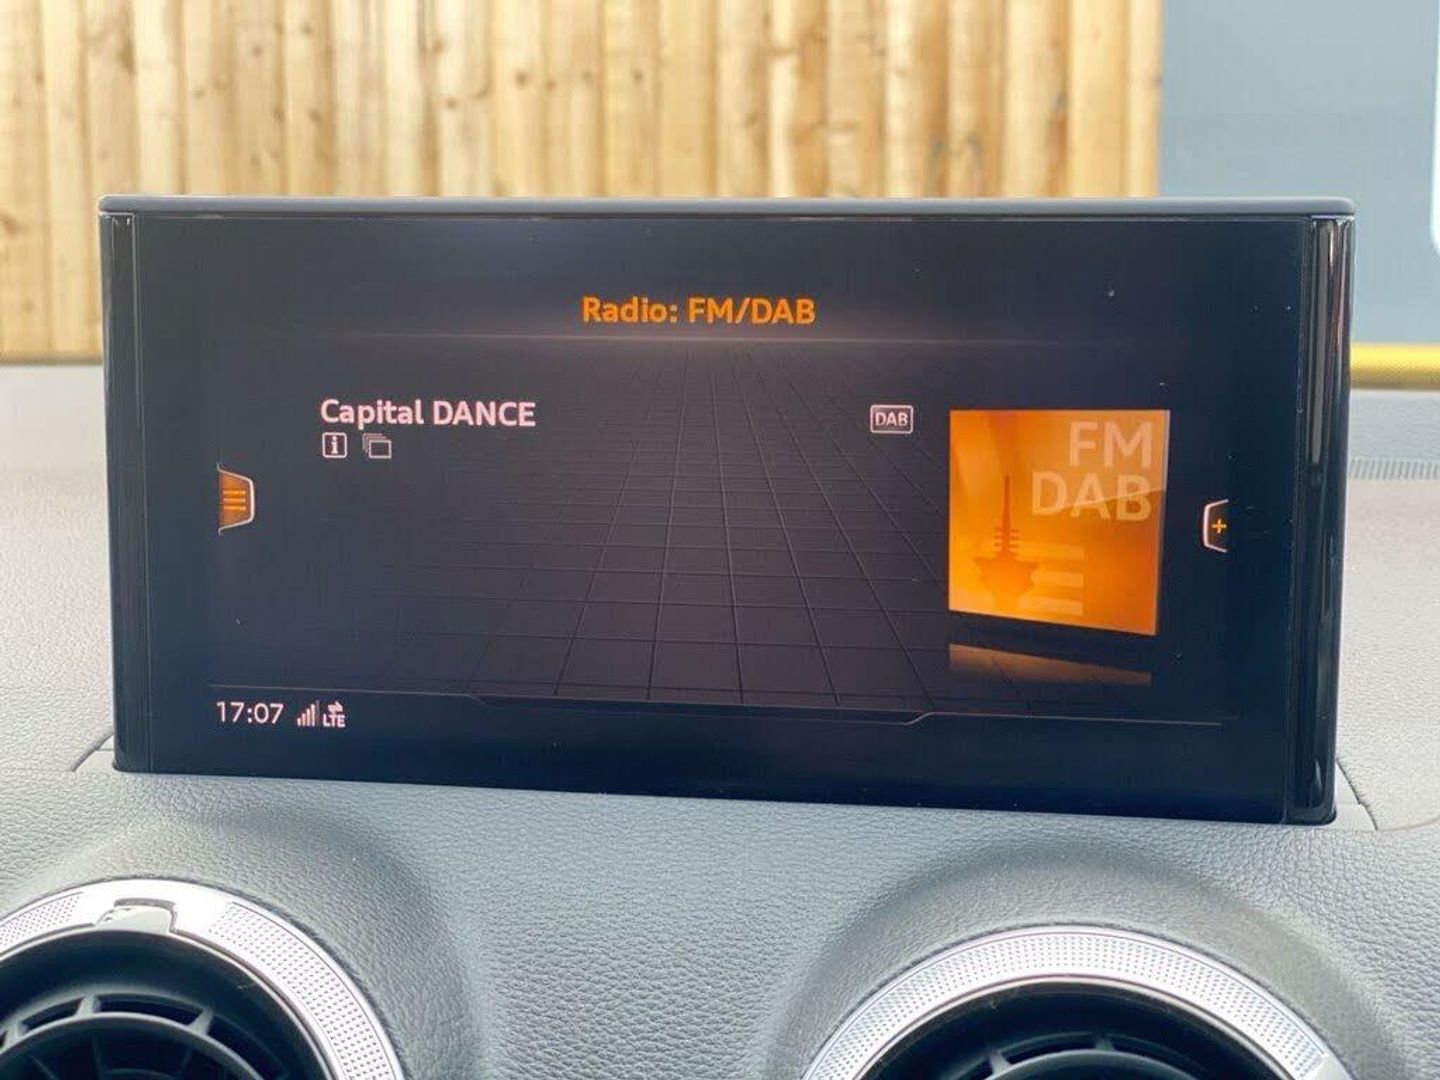 Radio: FM/DAB
Capital DANCE
DAB
i
FM
DAB
17:07 LTE